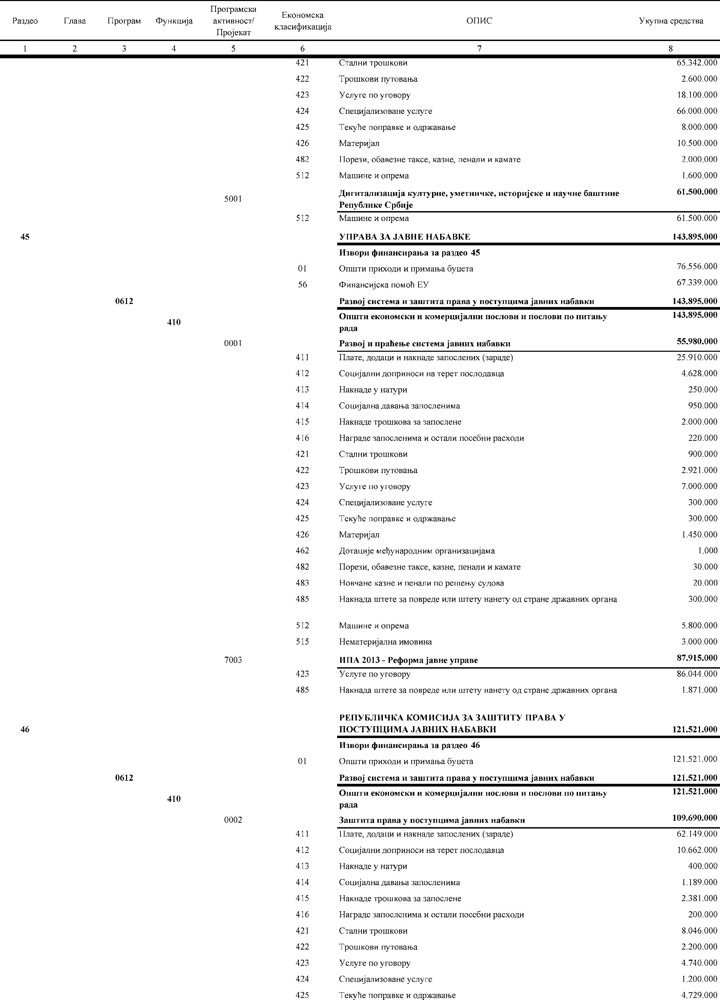 Раздео Глава Програм Функција Програмска активност/ Пројекат Економска класификација ОПИС Укупна средства
1 2 3 4 5 6 7 8
421 Стални трошкови 65.342.000
422 Трошкови путовања 2.600.000
423 Услуге по уговору 18.100.000
424 Специјализоване услуге 66.000.000
425 Текуће поправке и одржавање 8.000.000
426 Материјал 10.500.000
482 Порези, обавезне таксе, казне, пенали и камате 2.000.000
512 Машине и опрема 1.600.000
5001 Дигитализација културне, уметничке, историјске и научне баштине 61.500.000
Републике Србије
512 Машине и опрема 61.500.000
45 УПРАВА ЗА ЈАВНЕ НАБАВКЕ 143.895.000
Извори финансирања за раздео 45
01 Општи приходи и примања буџета 76.556.000
56 Финансијска помоћ ЕУ 67.339.000
0612 Развој система и заштита права у поступцима јавних набавки 143.895.000
410 Општи економски и комерцијални послови и послови по питању 143.895.000
рада
0001 Развој и праћење система јавних набавки 55.980.000
411 Плате, додаци и накнаде запослених (зараде) 25.910.000
412 Социјални доприноси на терет послодавца 4.628.000
413 Накнаде у натури 250.000
414 Социјална давања запосленима 950.000
415 Накнаде трошкова за запослене 2.000.000
416 Награде запосленима и остали посебни расходи 220.000
421 Стални трошкови 900.000
422 Трошкови путовања 2.921.000
423 Услуге по уговору 7.000.000
424 Специјализоване услуге 300.000
425 Текуће поправке и одржавање 300.000
426 Материјал 1.450.000
462 Дотације међународним организацијама 1.000
482 Порези, обавезне таксе, казне, пенали и камате 30.000
483 Новчане казне и пенали по решењу судова 20.000
485 Накнада штете за повреде или штету нанету од стране државних органа 300.000
512 Машине и опрема 5.800.000
515 Нематеријална имовина 3.000.000
7003 ИПА 2013 - Реформа јавне управе 87.915.000
423 Услуге по уговору 86.044.000
485 Накнада штете за повреде или штету нанету од стране државних органа 1.871.000
РЕПУБЛИЧКА КОМИСИЈА ЗА ЗАШТИТУ ПРАВА У
46 ПОСТУПЦИМА ЈАВНИХ НАБАВКИ 121.521.000
Извори финансирања за раздео 46
01 Општи приходи и примања буџета 121.521.000
0612 Развој система и заштита права у поступцима јавних набавки 121.521.000
410 Општи економски и комерцијални послови и послови по питању 121.521.000
рада
0002 Заштита права у поступцима јавних набавки 109.690.000
411 Плате, додаци и накнаде запослених (зараде) 62.149.000
412 Социјални доприноси на терет послодавца 10.662.000
413 Накнаде у натури 400.000
414 Социјална давања запосленима 1.189.000
415 Накнаде трошкова за запослене 2.381.000
416 Награде запосленима и остали посебни расходи 200.000
421 Стални трошкови 8.046.000
422 Трошкови путовања 2.200.000
423 Услуге по уговору 4.740.000
424 Специјализоване услуге 1.200.000
425 Текуће поправке и одржавање 4.729.000